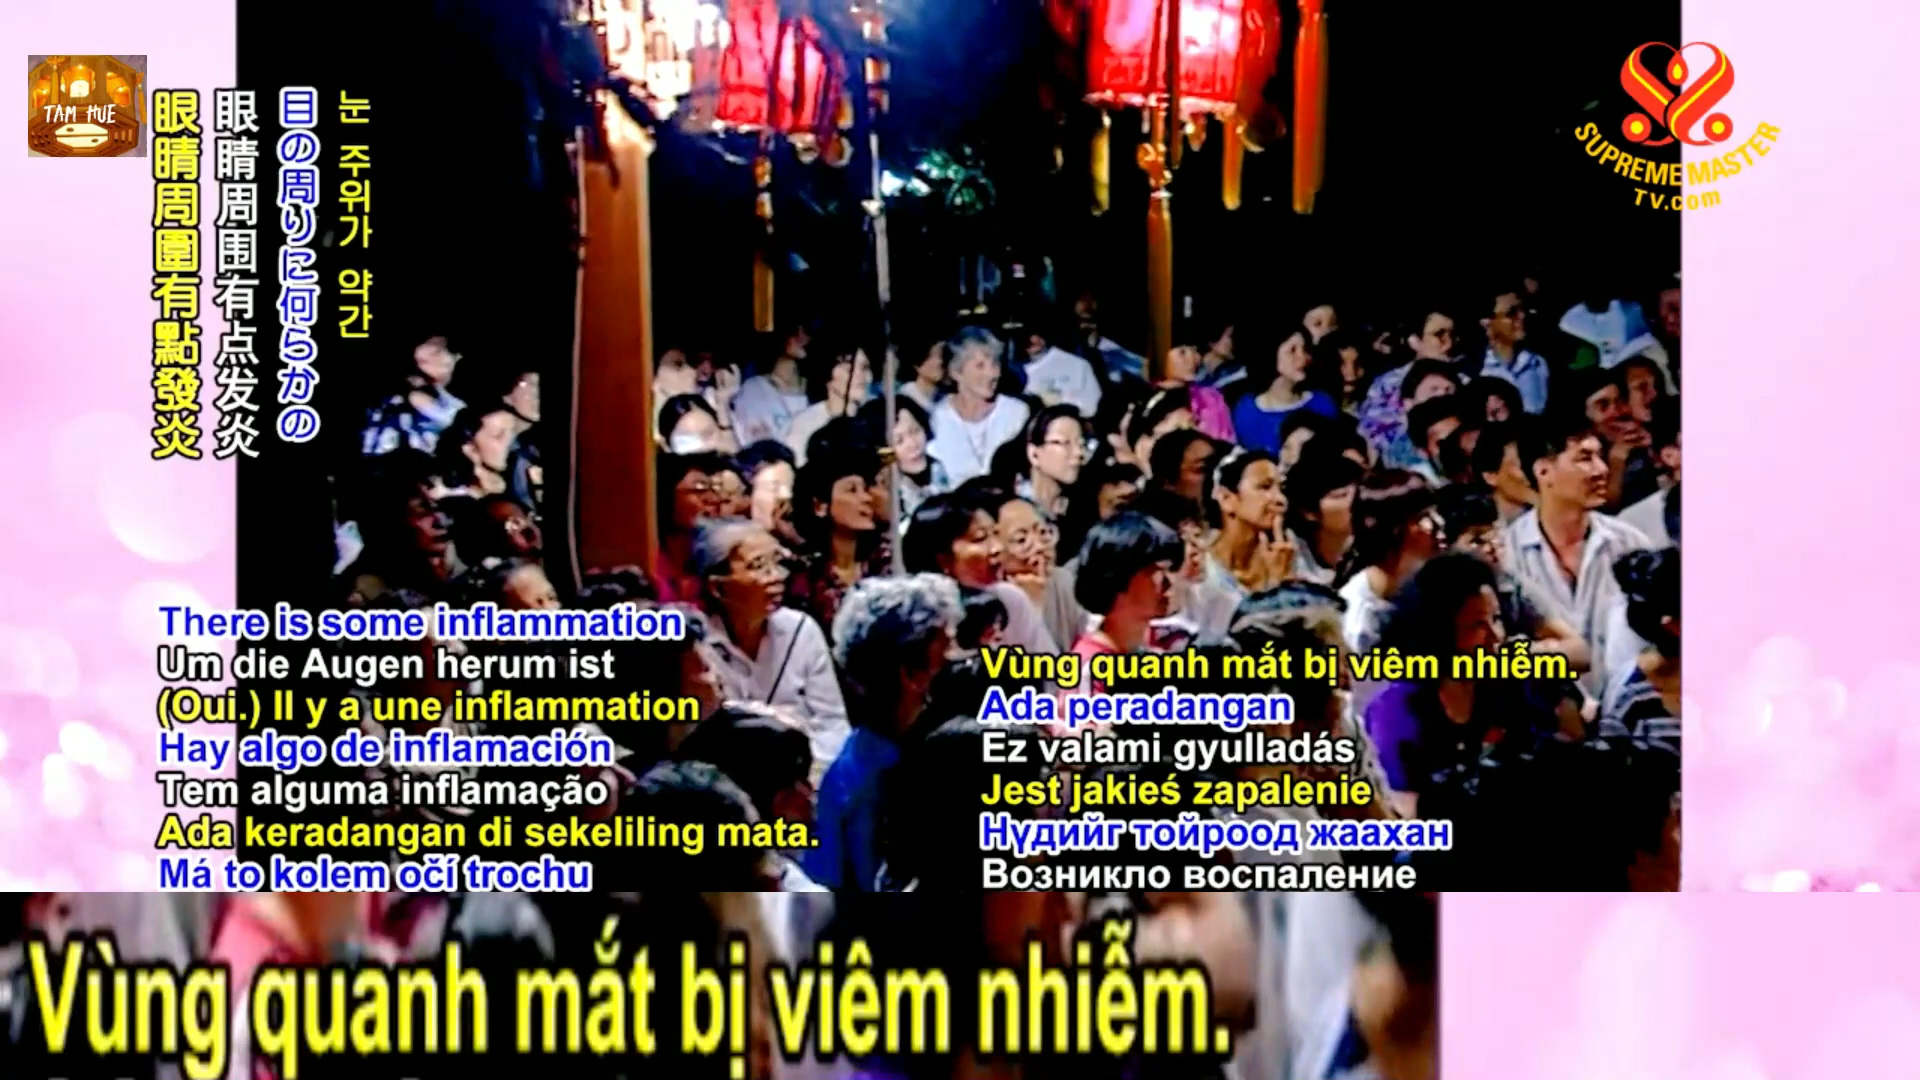 TAM HUE
眼睛周圍有點發炎
眼睛周围有点发炎
目の周りに何らかの
눈 주위가 약간
SUPREME MASTER
TV.com
There is some inflammation
Um die Augen herum ist
(Oui.) Il y a une inflammation
Hay algo de inflamación
Tem alguma inflamação
Ada keradangan di sekeliling mata.
Má to kolem očí trochu
Vùng quanh mắt bị viêm nhiễm.
Ada peradangan
Ez valami gyulladás
Jest jakieś zapalenie
Нүдийг тойроод жаахан
Возникло воспаление
Vùng quanh mắt bị viêm nhiễm.